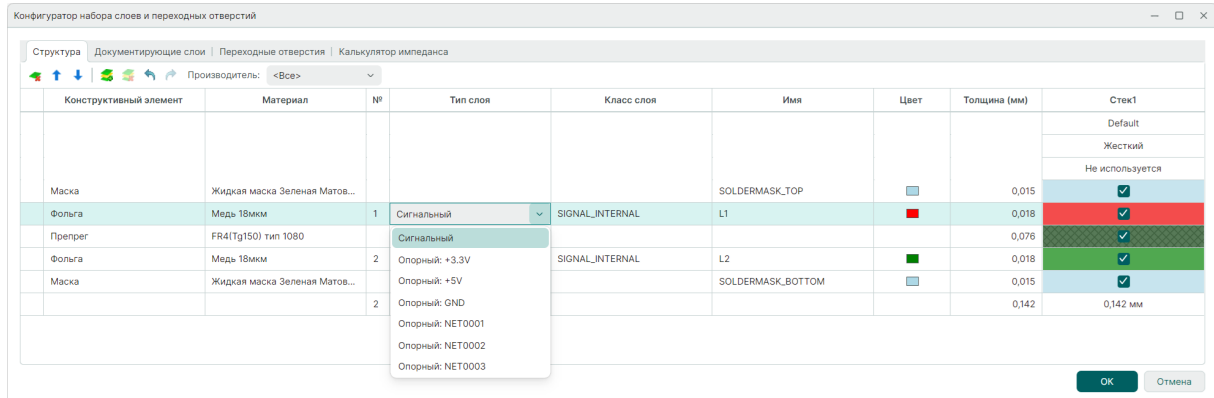 Конфигуратор набора слоев и переходных отверстий
Структура Документирующие слои Переходные отверстия Калькулятор импеданса
Производитель: <Все>
Конструктивный элемент Материал № Тип слоя Класс слоя Имя Цвет Толщина (мм) Стек1
Default
Жесткий
Не используется
Маска Жидкая маска Зеленая Матов... SOLDERMASK_TOP 0,015
Фольга Медь 18мкм 1 Сигнальный SIGNAL_INTERNAL L1 0,018
Препрег FR4(Tg150) тип 1080 0,076
Фольга Медь 18мкм 2 SIGNAL_INTERNAL L2 0,018
Маска Жидкая маска Зеленая Матов... SOLDERMASK_BOTTOM 0,015
2 0,142 0,142 мм
Сигнальный
Опорный: +3.3V
Опорный: +5V
Опорный: GND
Опорный: NET0001
Опорный: NET0002
Опорный: NET0003
OK Отмена